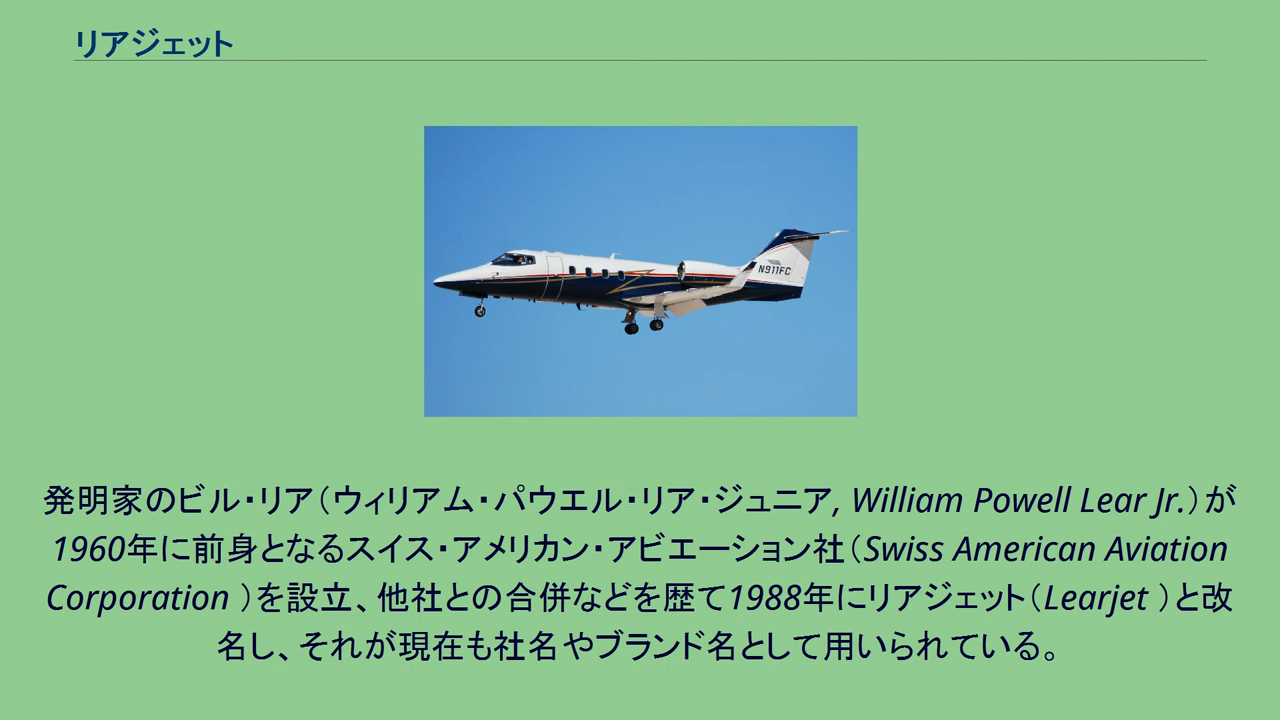 リアジェット
N911FC
発明家のビル・リア（ウィリアム・パウエル・リア・ジュニア, William Powell Lear Jr.）が
1960年に前身となるスイス・アメリカン・アビエーション社（Swiss American Aviation
Corporation ）を設立、他社との合併などを歴て1988年にリアジェット（Learjet ）と改
名し、それが現在も社名やブランド名として用いられている。